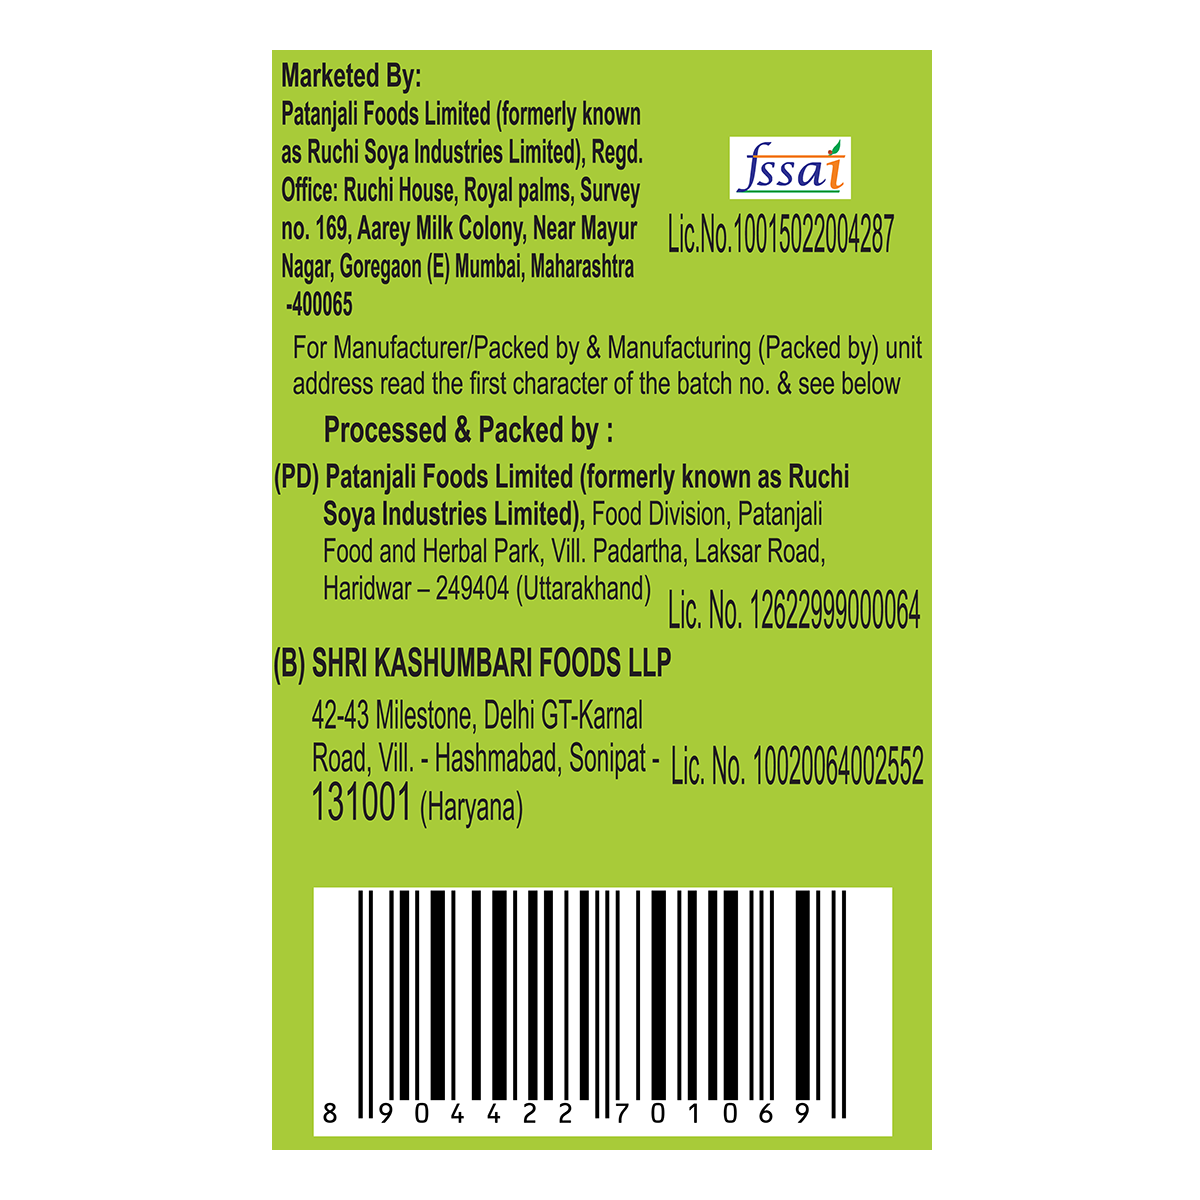 Marketed By:
Patanjali Foods Limited (formerly known
as Ruchi Soya Industries Limited), Regd.
Office: Ruchi House, Royal palms, Survey
no. 169, Aarey Milk Colony, Near Mayur
Nagar, Goregaon (E) Mumbai, Maharashtra
-400065
fssai
Lic.No.10015022004287
For Manufacturer/Packed by & Manufacturing (Packed by) unit
address read the first character of the batch no. & see below
Processed & Packed by :
(PD) Patanjali Foods Limited (formerly known as Ruchi
Soya Industries Limited), Food Division, Patanjali
Food and Herbal Park, Vill. Padartha, Laksar Road,
Haridwar – 249404 (Uttarakhand)
Lic. No. 12622999000064
(B) SHRI KASHUMBARI FOODS LLP
42-43 Milestone, Delhi GT-Karnal
Road, Vill. - Hashmabad, Sonipat -
131001 (Haryana)
Lic. No. 10020064002552
8 904422 701069